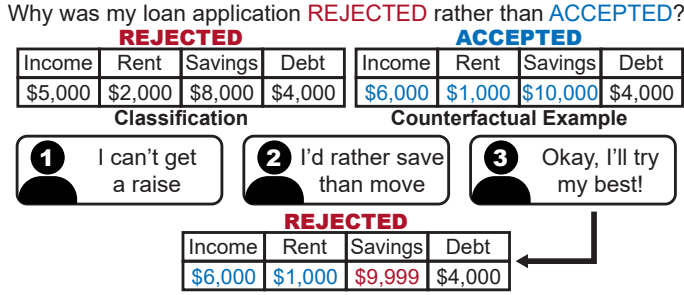 Why was my loan application REJECTED rather than ACCEPTED?
REJECTED ACCEPTED
Income Rent Savings Debt Income Rent Savings Debt
$5,000 $2,000 $8,000 $4,000 $6,000 $1,000 $10,000 $4,000
Classification Counterfactual Example
1 I can't get
a raise
2 I'd rather save
than move
3 Okay, I'll try
my best!
REJECTED
Income Rent Savings Debt
$6,000 $1,000 $9,999 $4,000